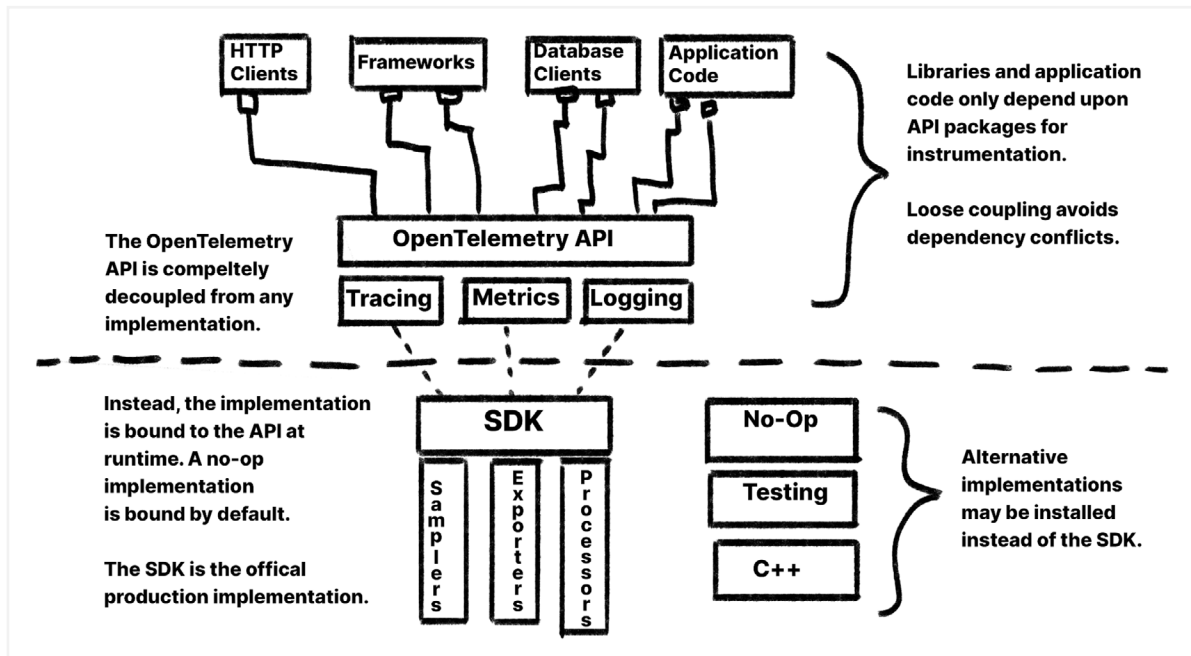 HTTP
Clients
Frameworks
Database
Clients
Application
Code
Libraries and application
code only depend upon
API packages for
instrumentation.
Loose coupling avoids
dependency conflicts.
The OpenTelemetry
API is compeltely
decoupled from any
implementation.
OpenTelemetry API
Tracing
Metrics
Logging
Instead, the implementation
is bound to the API at
runtime. A no-op
implementation
is bound by default.
The SDK is the offical
production implementation.
SDK
Samplers
Exporters
Processors
No-Op
Testing
C++
Alternative
implementations
may be installed
instead of the SDK.